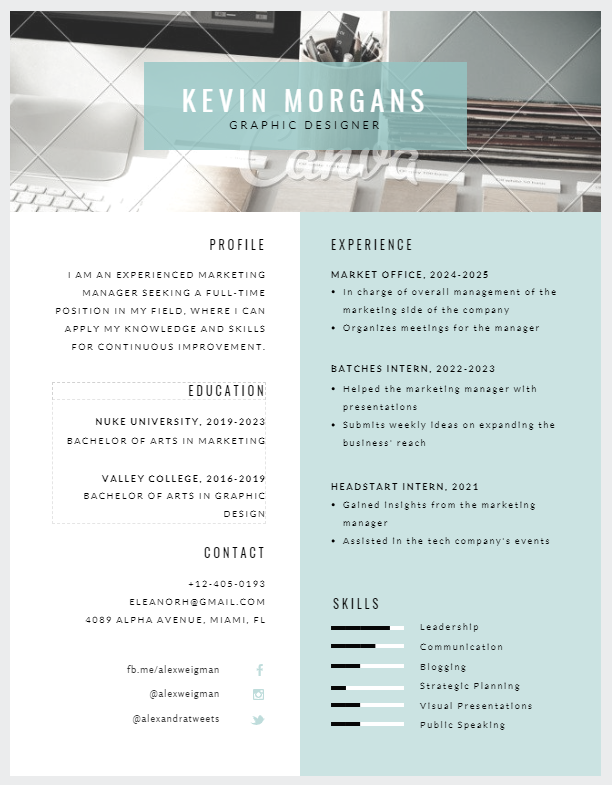 KEVIN MORGANS
GRAPHIC DESIGNER
Canva
PROFILE
I AM AN EXPERIENCED MARKETING
MANAGER SEEKING A FULL-TIME
POSITION IN MY FIELD, WHERE I CAN
APPLY MY KNOWLEDGE AND SKILLS
FOR CONTINUOUS IMPROVEMENT.
EDUCATION
NUKE UNIVERSITY, 2019-2023
BACHELOR OF ARTS IN MARKETING
VALLEY COLLEGE, 2016-2019
BACHELOR OF ARTS IN GRAPHIC
DESIGN
CONTACT
+12-405-0193
ELEANORH@GMAIL.COM
4089 ALPHA AVENUE, MIAMI, FL
fb.me/alexweigman
@alexweigman
@alexandratweets
EXPERIENCE
MARKET OFFICE, 2024-2025
• In charge of overall management of the
marketing side of the company
• Organizes meetings for the manager
BATCHES INTERN, 2022-2023
• Helped the marketing manager with
presentations
• Submits weekly ideas on expanding the
business' reach
HEADSTART INTERN, 2021
• Gained insights from the marketing
manager
• Assisted in the tech company's events
SKILLS
Leadership
Communication
Blogging
Strategic Planning
Visual Presentations
Public Speaking